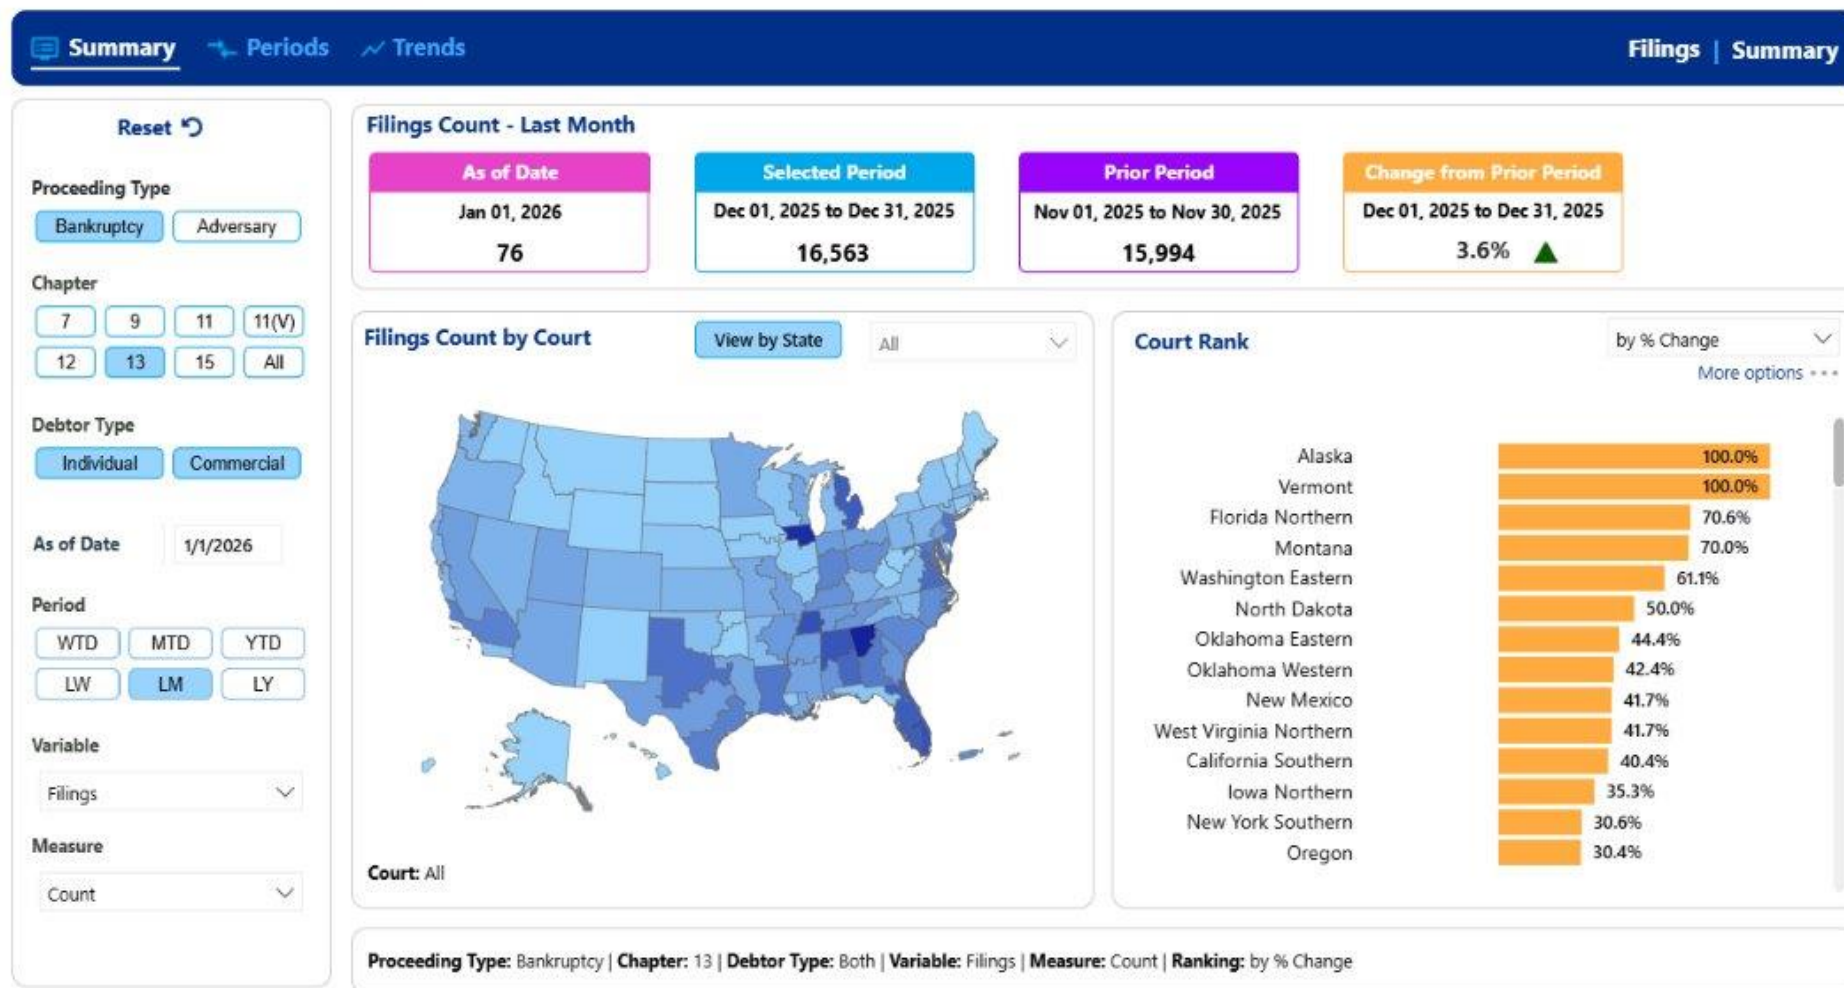 Summary Periods Trends
Filings | Summary
Reset
Proceeding Type
Bankruptcy Adversary
Chapter
7 9 11 11(V)
12 13 15 All
Debtor Type
Individual Commercial
As of Date 1/1/2026
Period
WTD MTD YTD
LW LM LY
Variable
Filings
Measure
Count
Filings Count - Last Month
As of Date
Jan 01, 2026
76
Selected Period
Dec 01, 2025 to Dec 31, 2025
16,563
Prior Period
Nov 01, 2025 to Nov 30, 2025
15,994
Change from Prior Period
Dec 01, 2025 to Dec 31, 2025
3.6%
Filings Count by Court View by State All
Court: All
Court Rank by % Change
More options
Alaska 100.0%
Vermont 100.0%
Florida Northern 70.6%
Montana 70.0%
Washington Eastern 61.1%
North Dakota 50.0%
Oklahoma Eastern 44.4%
Oklahoma Western 42.4%
New Mexico 41.7%
West Virginia Northern 41.7%
California Southern 40.4%
Iowa Northern 35.3%
New York Southern 30.6%
Oregon 30.4%
Proceeding Type: Bankruptcy | Chapter: 13 | Debtor Type: Both | Variable: Filings | Measure: Count | Ranking: by % Change